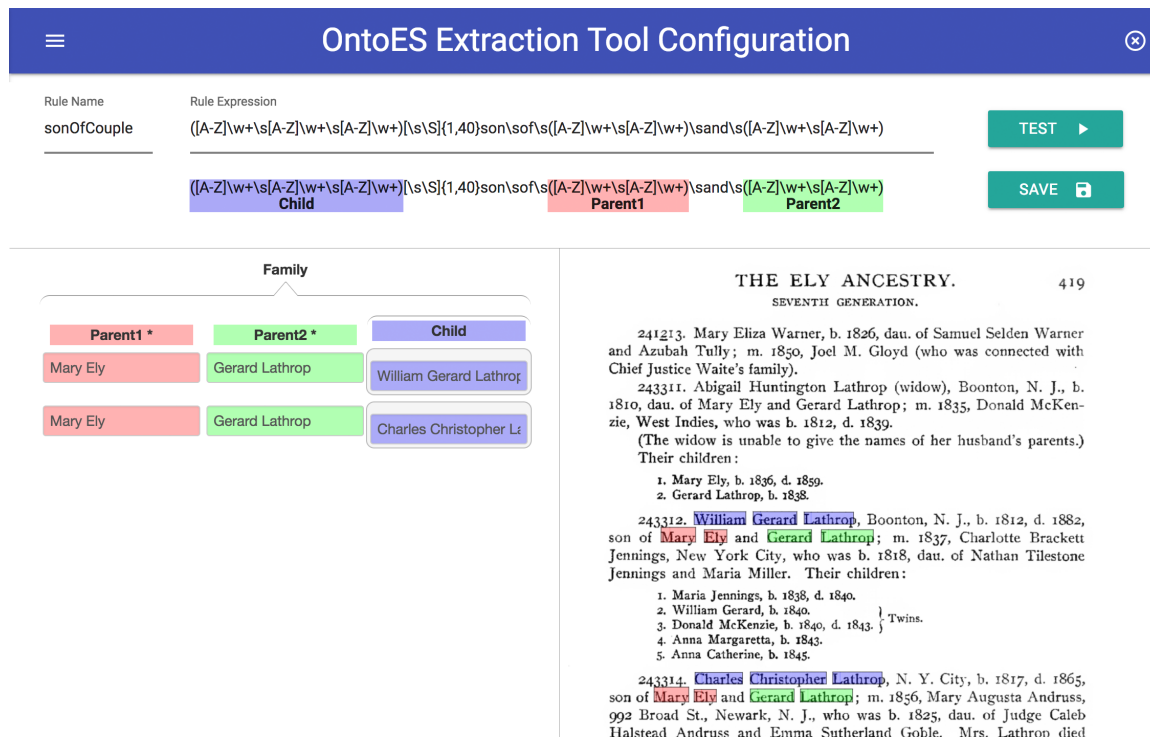 OntoES Extraction Tool Configuration
Rule Name
Rule Expression
sonOfCouple
([A-Z]\w+\s[A-Z]\w+\s[A-Z]\w+)[\s\S]{1,40}son\sof\s([A-Z]\w+\s[A-Z]\w+)\sand\s([A-Z]\w+\s[A-Z]\w+)
TEST
([A-Z]\w+\s[A-Z]\w+\s[A-Z]\w+)[\s\S]{1,40}son\sof\s([A-Z]\w+\s[A-Z]\w+)\sand\s([A-Z]\w+\s[A-Z]\w+)
Child Parent1 Parent2
SAVE
Family
Parent1 * Parent2 * Child
Mary Ely Gerard Lathrop William Gerard Lathrop
Mary Ely Gerard Lathrop Charles Christopher La
THE ELY ANCESTRY. 419
SEVENTH GENERATION.
241213. Mary Eliza Warner, b. 1826, dau. of Samuel Selden Warner
and Azubah Tully; m. 1850, Joel M. Gloyd (who was connected with
Chief Justice Waite's family).
243311. Abigail Huntington Lathrop (widow), Boonton, N. J., b.
1810, dau. of Mary Ely and Gerard Lathrop; m. 1835, Donald McKen-
zie, West Indies, who was b. 1812, d. 1839.
(The widow is unable to give the names of her husband's parents.)
Their children:
1. Mary Ely, b. 1836, d. 1859.
2. Gerard Lathrop, b. 1838.
243312. William Gerard Lathrop, Boonton, N. J., b. 1812, d. 1882,
son of Mary Ely and Gerard Lathrop; m. 1837, Charlotte Brackett
Jennings, New York City, who was b. 1818, dau. of Nathan Tilestone
Jennings and Maria Miller. Their children:
1. Maria Jennings, b. 1838, d. 1840.
2. William Gerard, b. 1840.
3. Donald McKenzie, b. 1840, d. 1843.
Twins.
4. Anna Margaretta, b. 1843.
5. Anna Catherine, b. 1845.
243314. Charles Christopher Lathrop, N. Y. City, b. 1817, d. 1865,
son of Mary Ely and Gerard Lathrop; m. 1856, Mary Augusta Andruss,
992 Broad St., Newark, N. J., who was b. 1825, dau. of Judge Caleb
Halstead Andruss and Emma Sutherland Goble. Mrs. Lathrop died